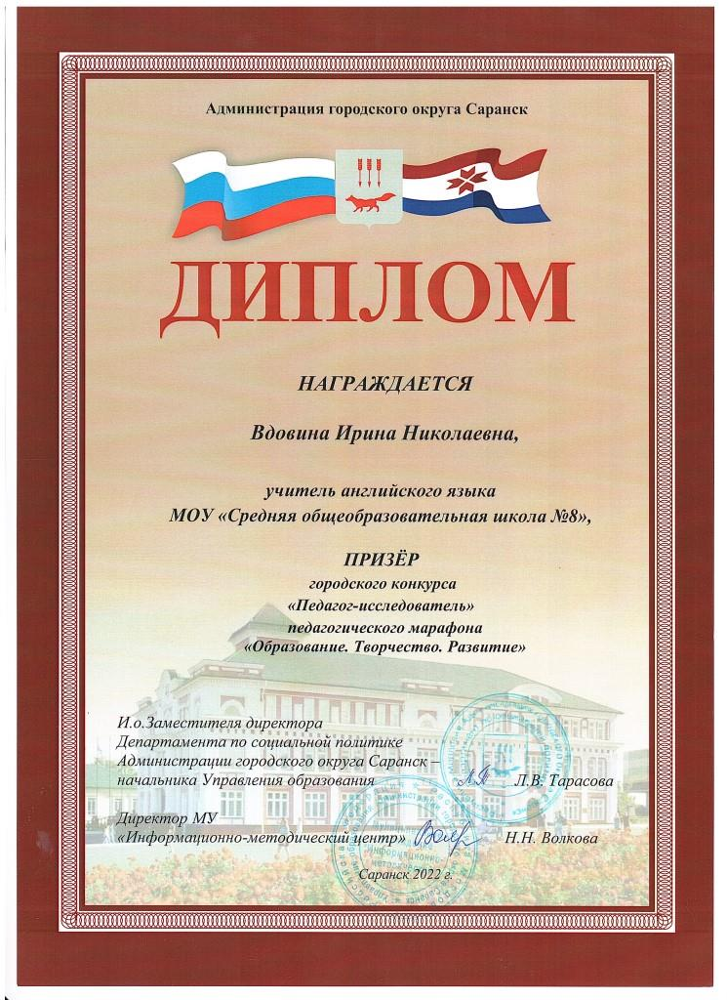 Администрация городского округа Саранск
ДИПЛОМ
НАГРАЖДАЕТСЯ
Вдовина Ирина Николаевна,
учитель английского языка
МОУ «Средняя общеобразовательная школа №8»,
ПРИЗЁР
городского конкурса
«Педагог-исследователь»
педагогического марафона
«Образование. Творчество. Развитие»
И.о.Заместителя директора
Департамента по социальной политике
Администрации городского округа Саранск –
начальника Управления образования Л.В. Тарасова
Директор МУ
«Информационно-методический центр» Н.Н. Волкова
Саранск 2022 г.